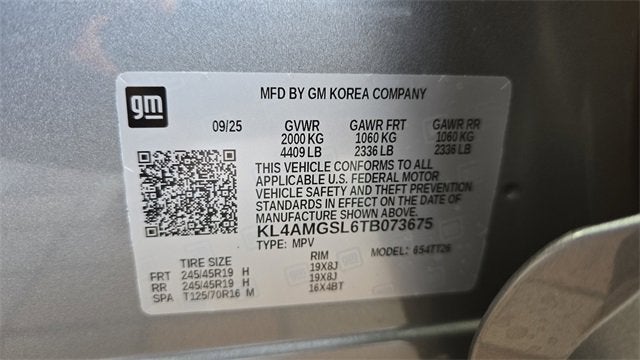 gm
MFD BY GM KOREA COMPANY
09/25 GVWR GAWR FRT GAWR RR
2000 KG 1060 KG 1060 KG
4409 LB 2336 LB 2336 LB
THIS VEHICLE CONFORMS TO ALL
APPLICABLE U.S. FEDERAL MOTOR
VEHICLE SAFETY AND THEFT PREVENTION
STANDARDS IN EFFECT ON THE DATE OF
MANUFACTURE SHOWN ABOVE.
KL4AMGSL6TB073675
TYPE: MPV MODEL: 654TT26
TIRE SIZE RIM
FRT 245/45R19 H 19X8J
RR 245/45R19 H 19X8J
SPA T125/70R16 M 16X4BT